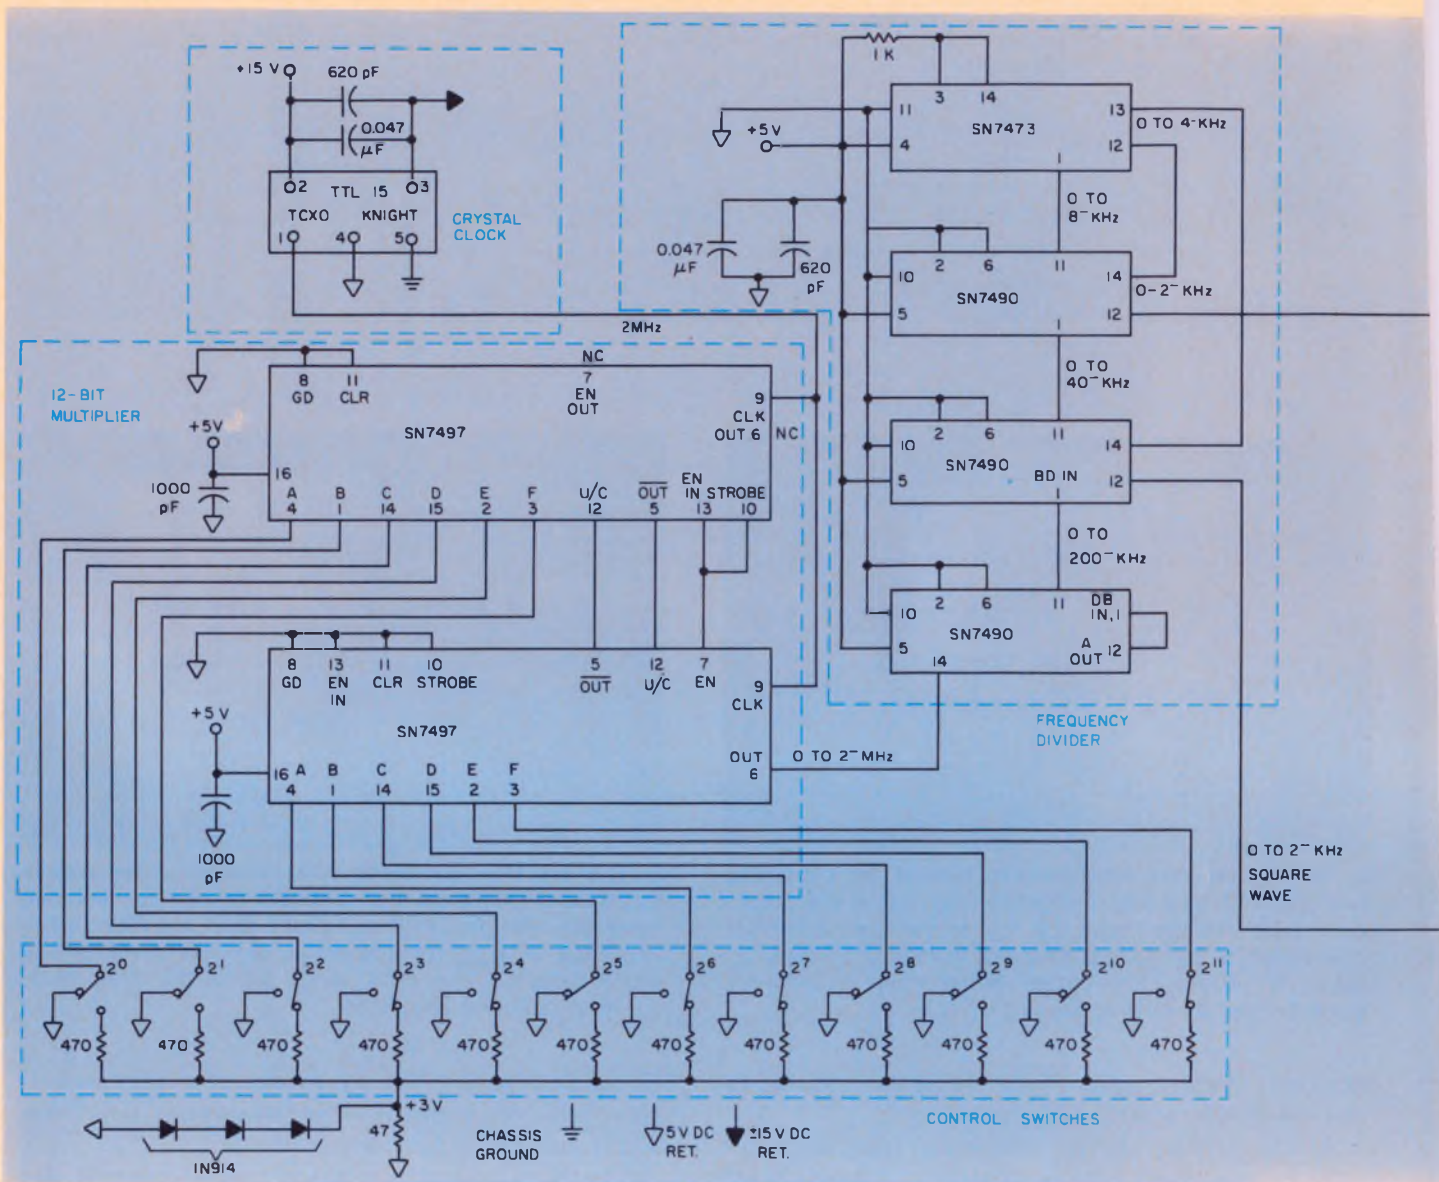 +15 V
620 pF
0.047
µF
2 TTL 15 3
TCXO KNIGHT
1 4 5
CRYSTAL
CLOCK
2MHz
1 K
3 14
11 13
SN7473
4 12
1
+5V
0 TO 4-KHz
0 TO
8-KHz
0.047
µF
620
pF
2 6 11
10 14
SN7490
5 12
1
0-2-KHz
0 TO
40-KHz
2 6 11
10 14
SN7490
BD IN
5 12
1
0 TO
200-KHz
2 6 11 DB
IN,1
10
SN7490
5 A
OUT 12
14
FREQUENCY
DIVIDER
0 TO 2-KHz
SQUARE
WAVE
12-BIT
MULTIPLIER
NC
8 11 7
GD CLR EN
OUT
9
CLK
OUT 6 NC
SN7497
+5V
1000
pF
16
A B C D E F U/C OUT EN
IN STROBE
4 1 14 15 2 3 12 5 13 10
8 13 11 10 5 12 7
GD EN
IN CLR STROBE OUT U/C EN
9
CLK
SN7497
OUT
6
0 TO 2-MHz
+5V
1000
pF
16 A B C D E F
4 1 14 15 2 3
2⁰ 2¹ 2² 2³ 2⁴ 2⁵ 2⁶ 2⁷ 2⁸ 2⁹ 2¹⁰ 2¹¹
470 470 470 470 470 470 470 470 470 470 470 470
CONTROL SWITCHES
+3V
47
1N914
CHASSIS
GROUND
5V DC
RET.
±15V DC
RET.